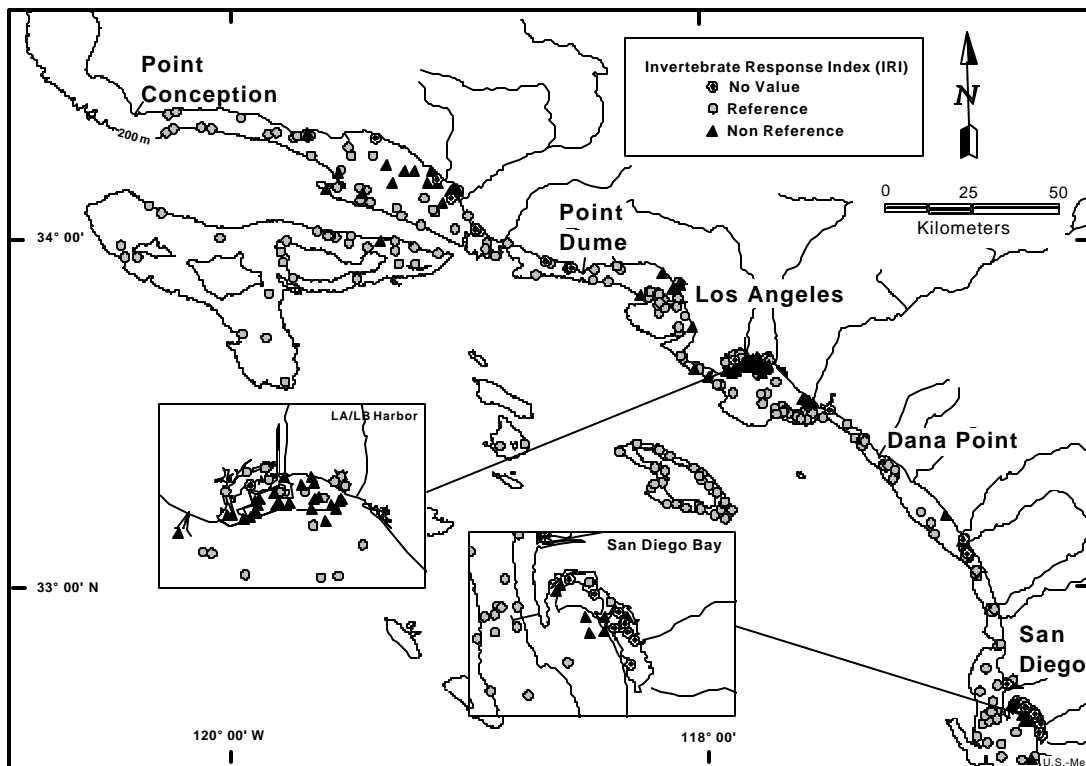 Point
Conception
200 m
Invertebrate Response Index (IRI)
No Value
Reference
Non Reference
N
0 25 50
Kilometers
Point
Dume
34° 00'
Los Angeles
LA/LB Harbor
Dana Point
San Diego Bay
33° 00' N
San
Diego
120° 00' W
118° 00'
U.S.-Me